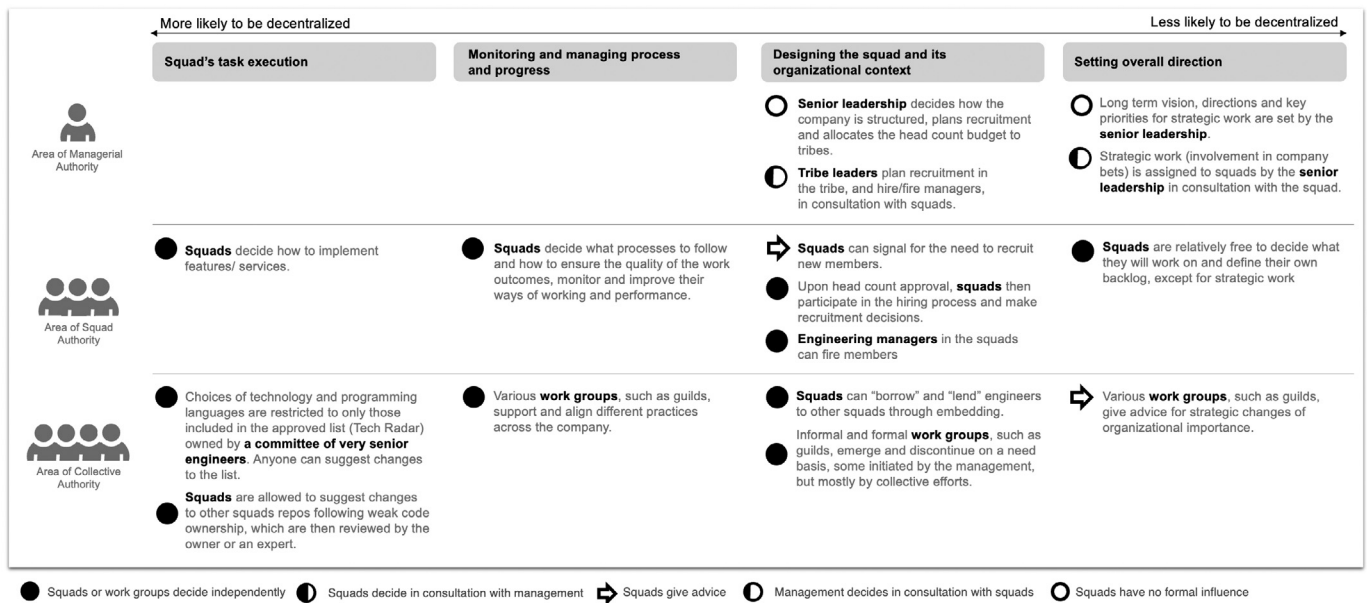 More likely to be decentralized
Less likely to be decentralized
Squad's task execution
Monitoring and managing process
and progress
Designing the squad and its
organizational context
Setting overall direction
Area of Managerial
Authority
Senior leadership decides how the
company is structured, plans recruitment
and allocates the head count budget to
tribes.
Tribe leaders plan recruitment in
the tribe, and hire/fire managers,
in consultation with squads.
Long term vision, directions and key
priorities for strategic work are set by the
senior leadership.
Strategic work (involvement in company
bets) is assigned to squads by the senior
leadership in consultation with the squad.
Area of Squad
Authority
Squads decide how to implement
features/ services.
Squads decide what processes to follow
and how to ensure the quality of the work
outcomes, monitor and improve their
ways of working and performance.
Squads can signal for the need to recruit
new members.
Upon head count approval, squads then
participate in the hiring process and make
recruitment decisions.
Engineering managers in the squads
can fire members
Squads are relatively free to decide what
they will work on and define their own
backlog, except for strategic work
Area of Collective
Authority
Choices of technology and programming
languages are restricted to only those
included in the approved list (Tech Radar)
owned by a committee of very senior
engineers. Anyone can suggest changes
to the list.
Squads are allowed to suggest changes
to other squads repos following weak code
ownership, which are then reviewed by the
owner or an expert.
Various work groups, such as guilds,
support and align different practices
across the company.
Squads can “borrow” and “lend” engineers
to other squads through embedding.
Informal and formal work groups, such as
guilds, emerge and discontinue on a need
basis, some initiated by the management,
but mostly by collective efforts.
Various work groups, such as guilds,
give advice for strategic changes of
organizational importance.
Squads or work groups decide independently
Squads decide in consultation with management
Squads give advice
Management decides in consultation with squads
Squads have no formal influence